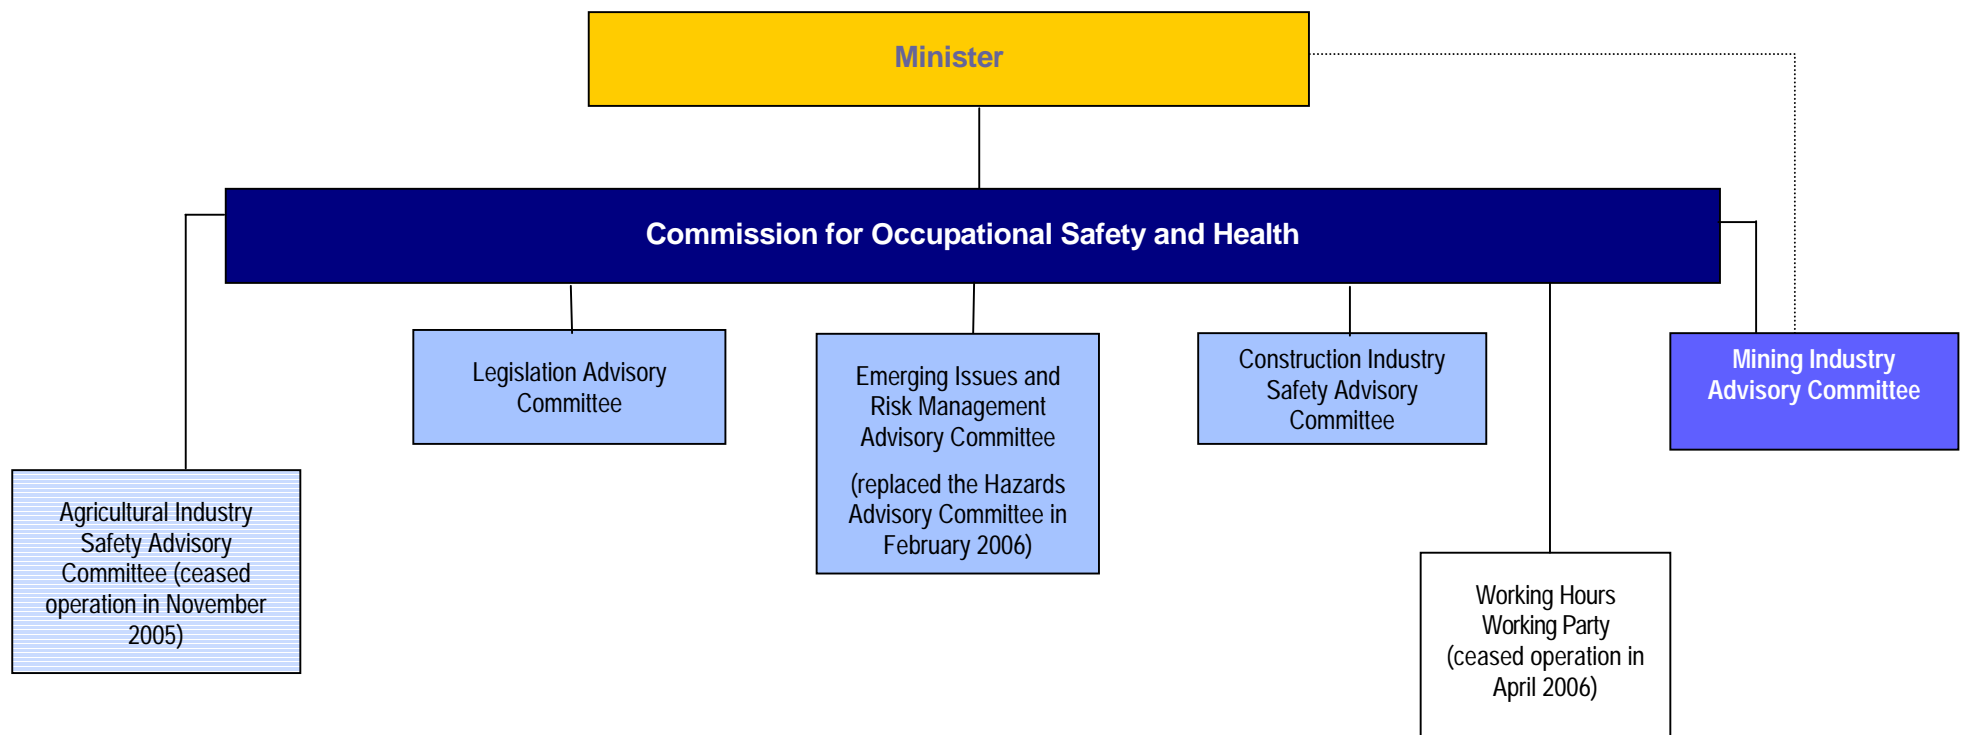 Minister
Commission for Occupational Safety and Health
Legislation Advisory
Committee
Emerging Issues and
Risk Management
Advisory Committee
(replaced the Hazards
Advisory Committee in
February 2006)
Construction Industry
Safety Advisory
Committee
Mining Industry
Advisory Committee
Agricultural Industry
Safety Advisory
Committee (ceased
operation in November
2005)
Working Hours
Working Party
(ceased operation in
April 2006)